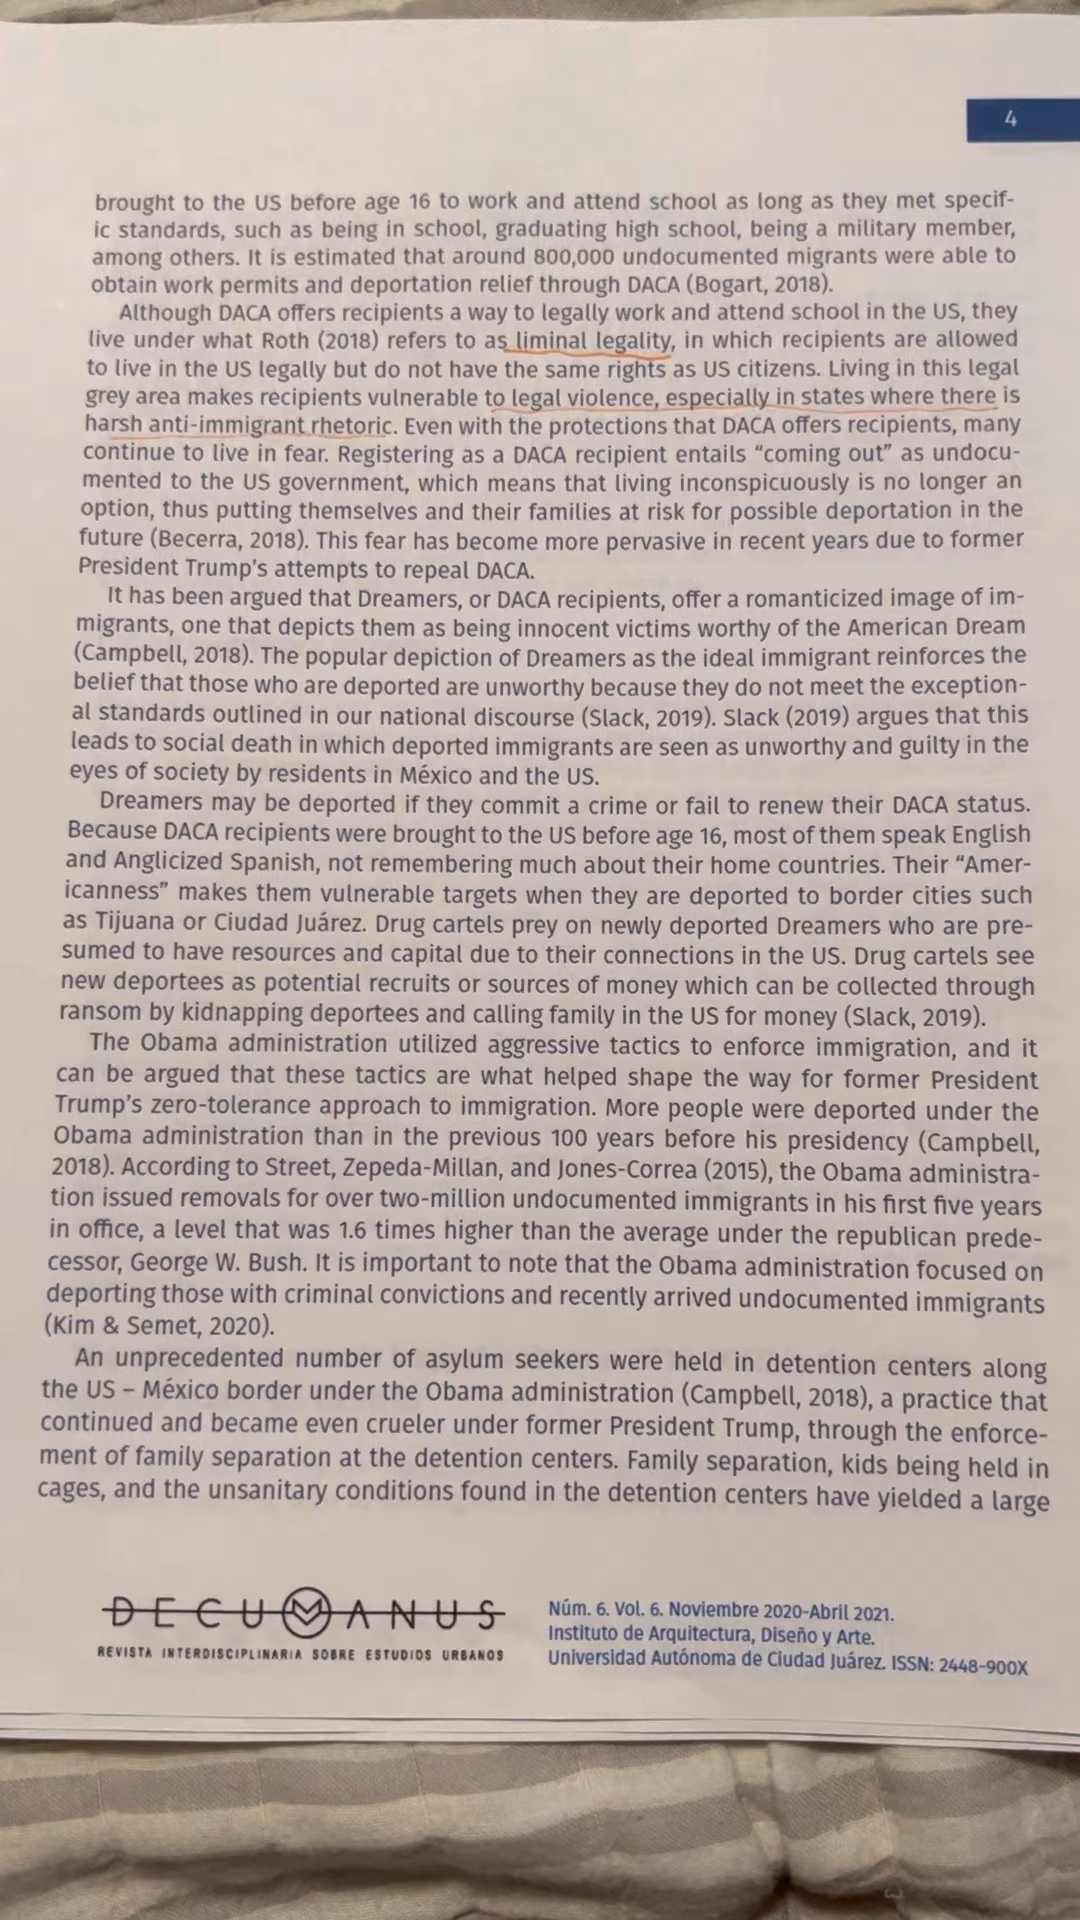 4
brought to the US before age 16 to work and attend school as long as they met specif-
ic standards, such as being in school, graduating high school, being a military member,
among others. It is estimated that around 800,000 undocumented migrants were able to
obtain work permits and deportation relief through DACA (Bogart, 2018).
Although DACA offers recipients a way to legally work and attend school in the US, they
live under what Roth (2018) refers to as liminal legality, in which recipients are allowed
to live in the US legally but do not have the same rights as US citizens. Living in this legal
grey area makes recipients vulnerable to legal violence, especially in states where there is
harsh anti-immigrant rhetoric. Even with the protections that DACA offers recipients, many
continue to live in fear. Registering as a DACA recipient entails “coming out” as undocu-
mented to the US government, which means that living inconspicuously is no longer an
option, thus putting themselves and their families at risk for possible deportation in the
future (Becerra, 2018). This fear has become more pervasive in recent years due to former
President Trump’s attempts to repeal DACA.
It has been argued that Dreamers, or DACA recipients, offer a romanticized image of im-
migrants, one that depicts them as being innocent victims worthy of the American Dream
(Campbell, 2018). The popular depiction of Dreamers as the ideal immigrant reinforces the
belief that those who are deported are unworthy because they do not meet the exception-
al standards outlined in our national discourse (Slack, 2019). Slack (2019) argues that this
leads to social death in which deported immigrants are seen as unworthy and guilty in the
eyes of society by residents in México and the US.
Dreamers may be deported if they commit a crime or fail to renew their DACA status.
Because DACA recipients were brought to the US before age 16, most of them speak English
and Anglicized Spanish, not remembering much about their home countries. Their “Amer-
icanness” makes them vulnerable targets when they are deported to border cities such
as Tijuana or Ciudad Juárez. Drug cartels prey on newly deported Dreamers who are pre-
sumed to have resources and capital due to their connections in the US. Drug cartels see
new deportees as potential recruits or sources of money which can be collected through
ransom by kidnapping deportees and calling family in the US for money (Slack, 2019).
The Obama administration utilized aggressive tactics to enforce immigration, and it
can be argued that these tactics are what helped shape the way for former President
Trump’s zero-tolerance approach to immigration. More people were deported under the
Obama administration than in the previous 100 years before his presidency (Campbell,
2018). According to Street, Zepeda-Millan, and Jones-Correa (2015), the Obama administra-
tion issued removals for over two-million undocumented immigrants in his first five years
in office, a level that was 1.6 times higher than the average under the republican prede-
cessor, George W. Bush. It is important to note that the Obama administration focused on
deporting those with criminal convictions and recently arrived undocumented immigrants
(Kim & Semet, 2020).
An unprecedented number of asylum seekers were held in detention centers along
the US – México border under the Obama administration (Campbell, 2018), a practice that
continued and became even crueler under former President Trump, through the enforce-
ment of family separation at the detention centers. Family separation, kids being held in
cages, and the unsanitary conditions found in the detention centers have yielded a large
DECUMANUS
REVISTA INTERDISCIPLINARIA SOBRE ESTUDIOS URBANOS
Núm. 6. Vol. 6. Noviembre 2020-Abril 2021.
Instituto de Arquitectura, Diseño y Arte.
Universidad Autónoma de Ciudad Juárez. ISSN: 2448-900X